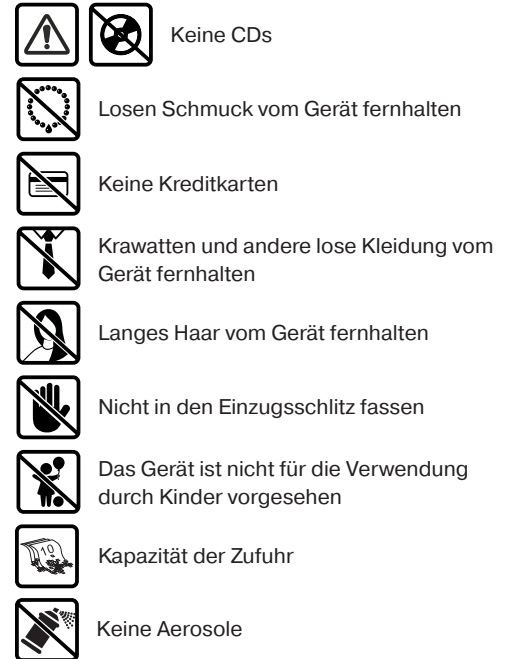 Keine CDs
Losen Schmuck vom Gerät fernhalten
Keine Kreditkarten
Krawatten und andere lose Kleidung vom
Gerät fernhalten
Langes Haar vom Gerät fernhalten
Nicht in den Einzugsschlitz fassen
Das Gerät ist nicht für die Verwendung
durch Kinder vorgesehen
10
Kapazität der Zufuhr
Keine Aerosole